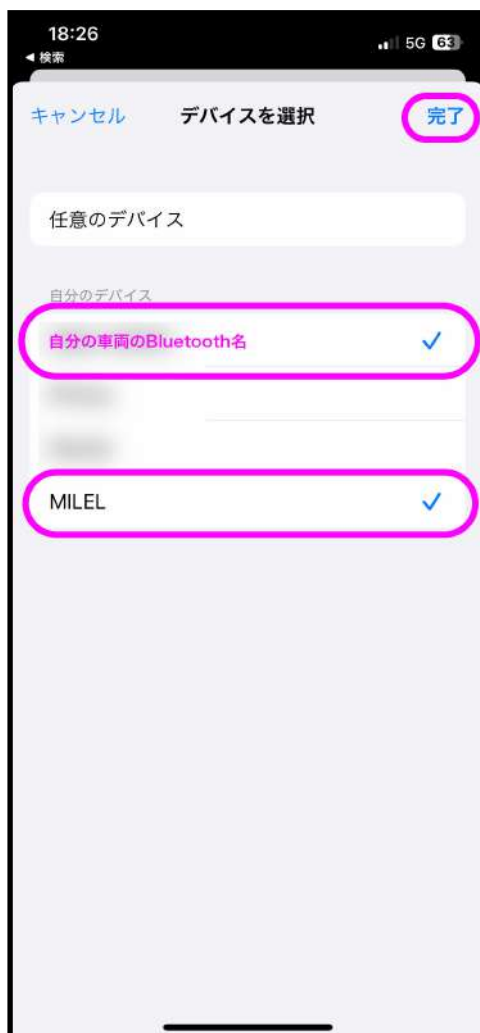 18:26
5G 63
◀ 検索
キャンセル デバイスを選択 完了
任意のデバイス
自分のデバイス
自分の車両のBluetooth名
MILEL